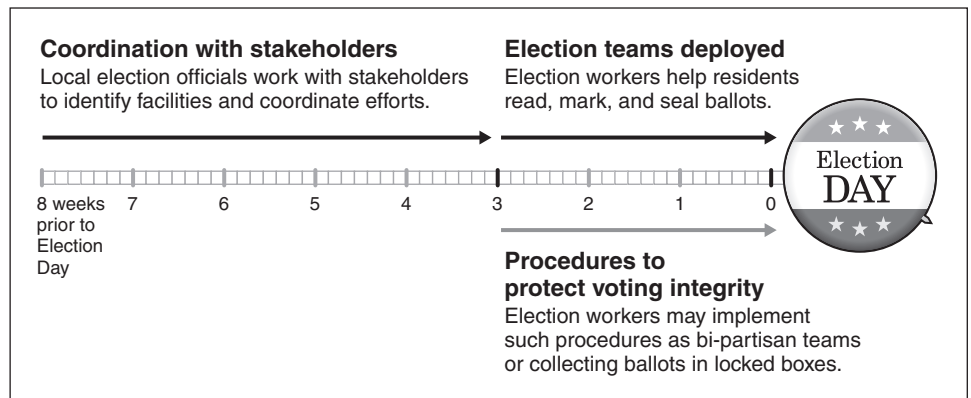 Coordination with stakeholders
Local election officials work with stakeholders
to identify facilities and coordinate efforts.
Election teams deployed
Election workers help residents
read, mark, and seal ballots.
Election
DAY
8 weeks
prior to
Election
Day
7
6
5
4
3
2
1
0
Procedures to
protect voting integrity
Election workers may implement
such procedures as bi-partisan teams
or collecting ballots in locked boxes.